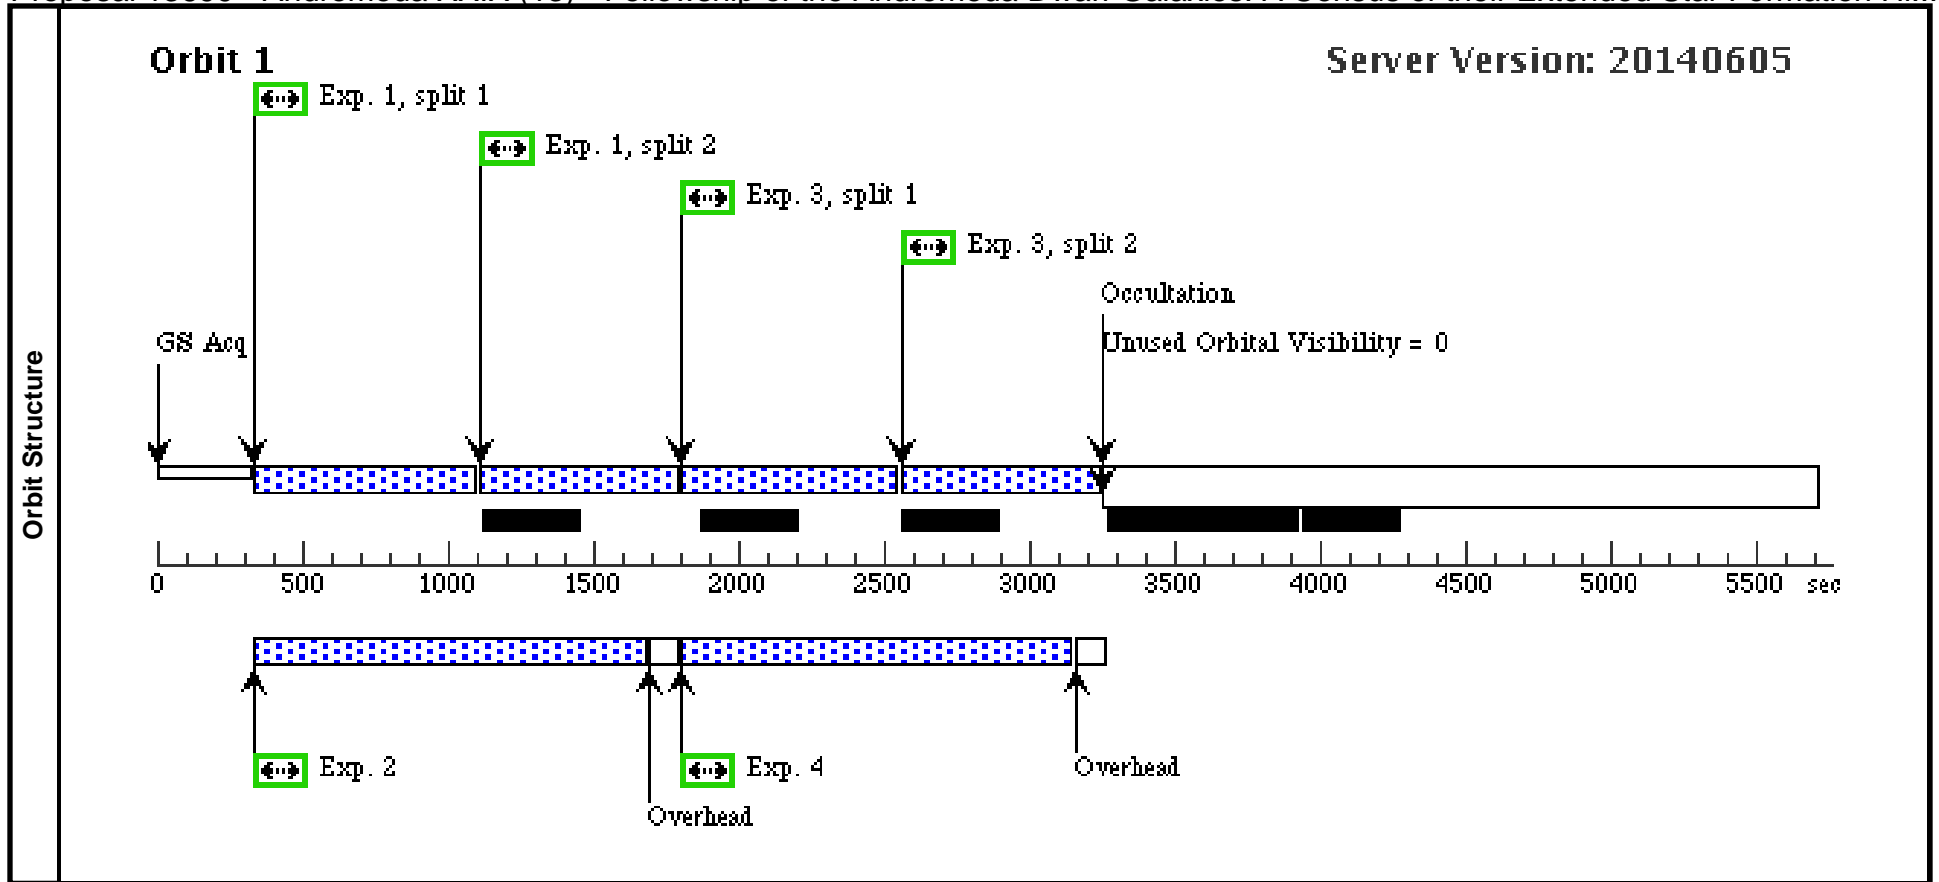 Orbit 1
Server Version: 20140605
Exp. 1, split 1
Exp. 1, split 2
Exp. 3, split 1
Exp. 3, split 2
Occultation
GS Acq
Unused Orbital Visibility = 0
Orbit Structure
0 500 1000 1500 2000 2500 3000 3500 4000 4500 5000 5500 sec
Exp. 2
Exp. 4
Overhead
Overhead